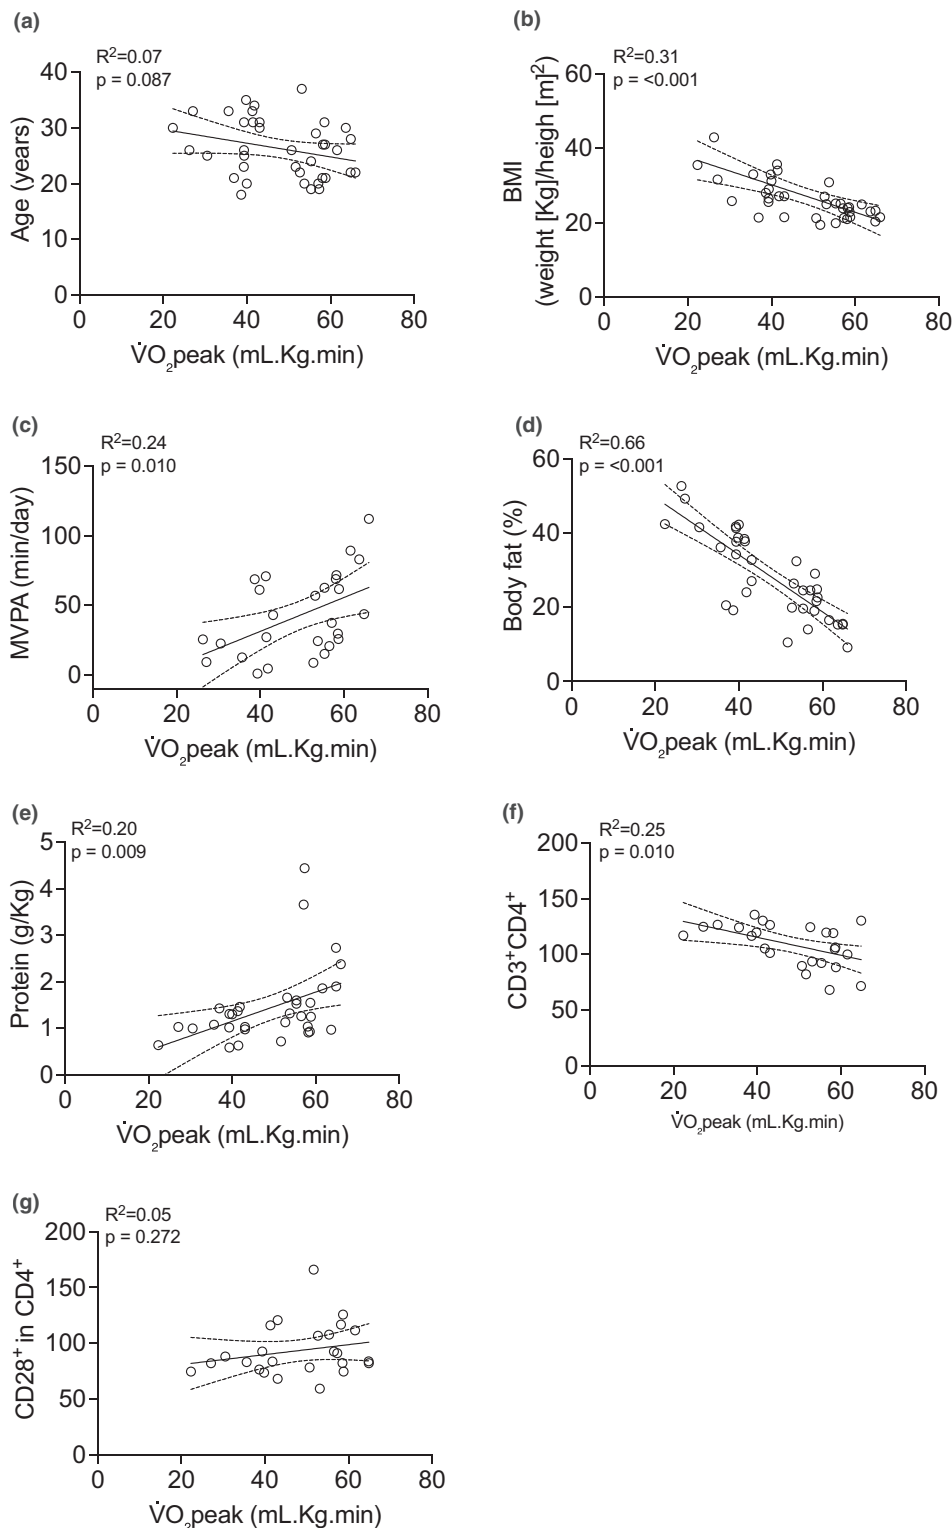 (a)
R²=0.07
p = 0.087
Age (years)
40
30
20
10
0
0 20 40 60 80
V̇O₂peak (mL.Kg.min)
(b)
R²=0.31
p = <0.001
BMI
(weight [Kg]/heigh [m]²)
60
40
20
0
0 20 40 60 80
V̇O₂peak (mL.Kg.min)
(c)
R²=0.24
p = 0.010
MVPA (min/day)
150
100
50
0
0 20 40 60 80
V̇O₂peak (mL.Kg.min)
(d)
R²=0.66
p = <0.001
Body fat (%)
60
40
20
0
0 20 40 60 80
V̇O₂peak (mL.Kg.min)
(e)
R²=0.20
p = 0.009
Protein (g/Kg)
5
4
3
2
1
0
0 20 40 60 80
V̇O₂peak (mL.Kg.min)
(f)
R²=0.25
p = 0.010
CD3⁺CD4⁺
200
150
100
50
0
0 20 40 60 80
V̇O₂peak (mL.Kg.min)
(g)
R²=0.05
p = 0.272
CD28⁺ in CD4⁺
200
150
100
50
0
0 20 40 60 80
V̇O₂peak (mL.Kg.min)